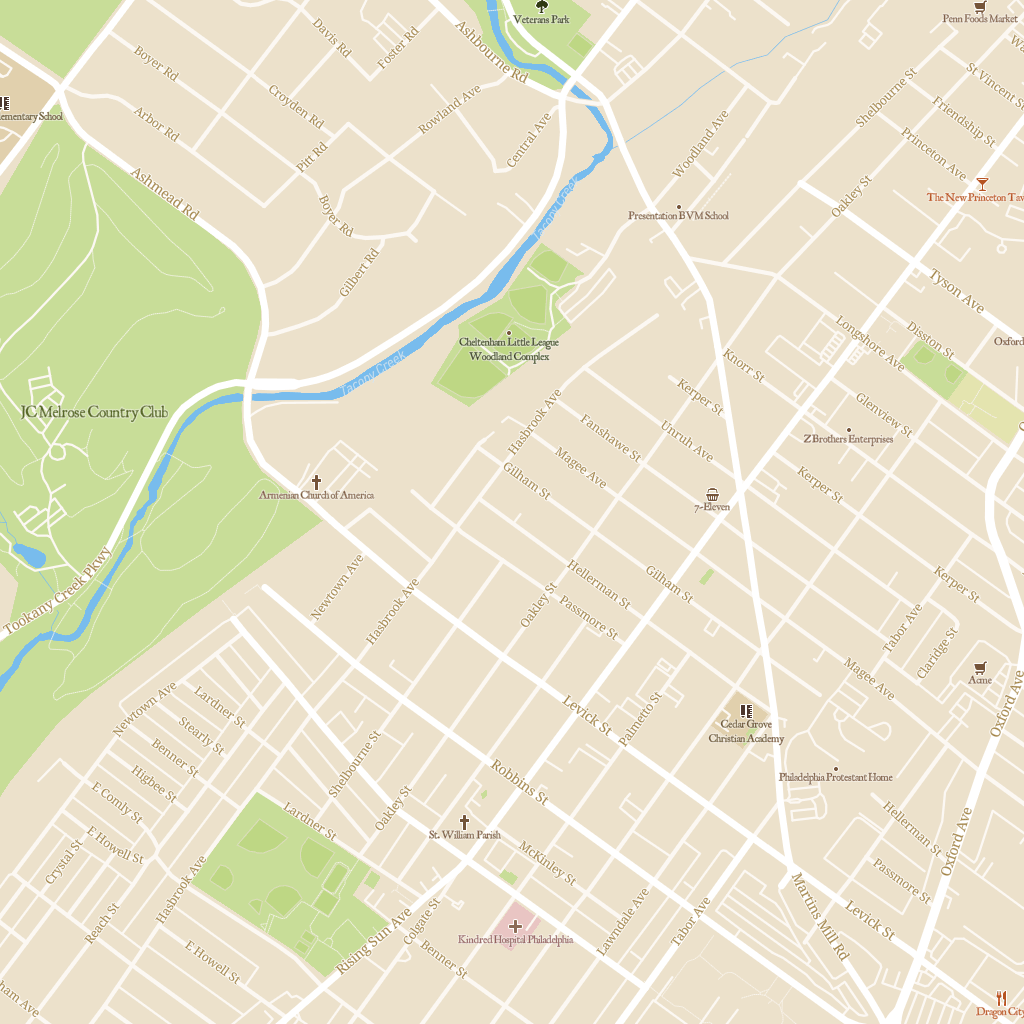 Veterans Park
Penn Foods Market
Davis Rd
Foster Rd
Ashbourne Rd
Boyer Rd
Croyden Rd
Rowland Ave
Shelbourne St
St Vincent St
Friendship St
Arbor Rd
Central Ave
Woodland Ave
Princeton Ave
Pitt Rd
Ashmead Rd
Oakley St
The New Princeton Tav
Tacony Creek
Boyer Rd
Presentation BVM School
Gilbert Rd
Tyson Ave
Longshore Ave
Disston St
Cheltenham Little League
Woodland Complex
Tacony Creek
Knorr St
Kerper St
JC Melrose Country Club
Hasbrook Ave
Fanshawe St
Unruh Ave
Glenview St
Z Brothers Enterprises
Magee Ave
Gilham St
Kerper St
Armenian Church of America
7-Eleven
Tookany Creek Pkwy
Newtown Ave
Hasbrook Ave
Hellerman St
Gilham St
Oakley St
Passmore St
Kerper St
Tabor Ave
Claridge St
Magee Ave
Acme
Newtown Ave
Lardner St
Levick St
Palmetto St
Cedar Grove
Christian Academy
Oxford Ave
Stearly St
Benner St
Higbee St
Shelbourne St
Robbins St
Philadelphia Protestant Home
E Comly St
Lardner St
Oakley St
St. William Parish
Hellerman St
E Howell St
Crystal St
Hasbrook Ave
McKinley St
Oxford Ave
Passmore St
Reach St
Rising Sun Ave
Colgate St
Lawndale Ave
Tabor Ave
Martins Mill Rd
Levick St
Kindred Hospital Philadelphia
E Howell St
Benner St
Dragon City